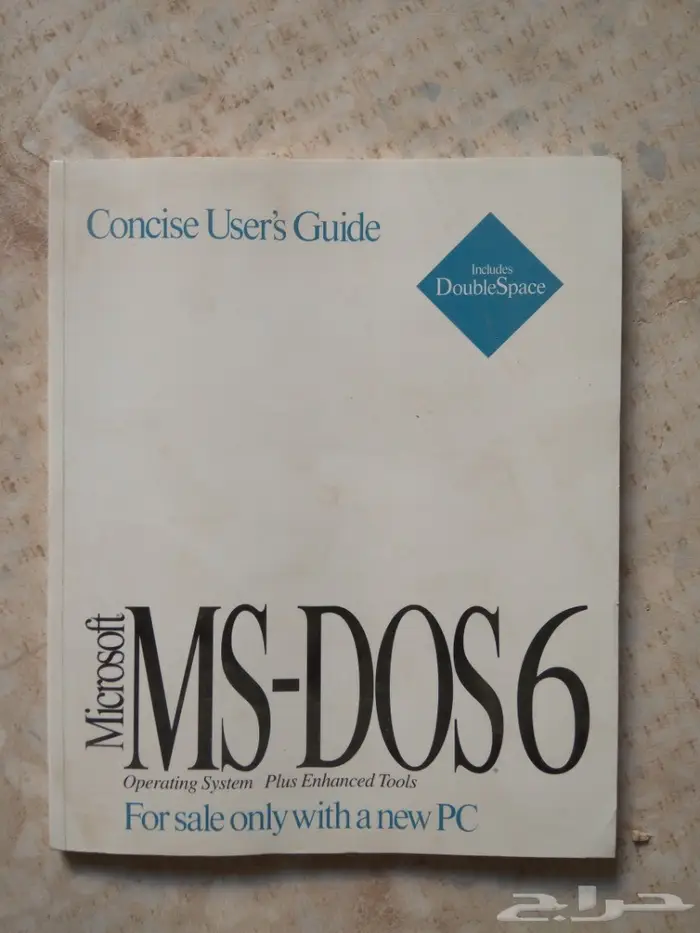 Concise User's Guide
Includes
DoubleSpace
Microsoft
MS-DOS 6
Operating System Plus Enhanced Tools
For sale only with a new PC
حراج